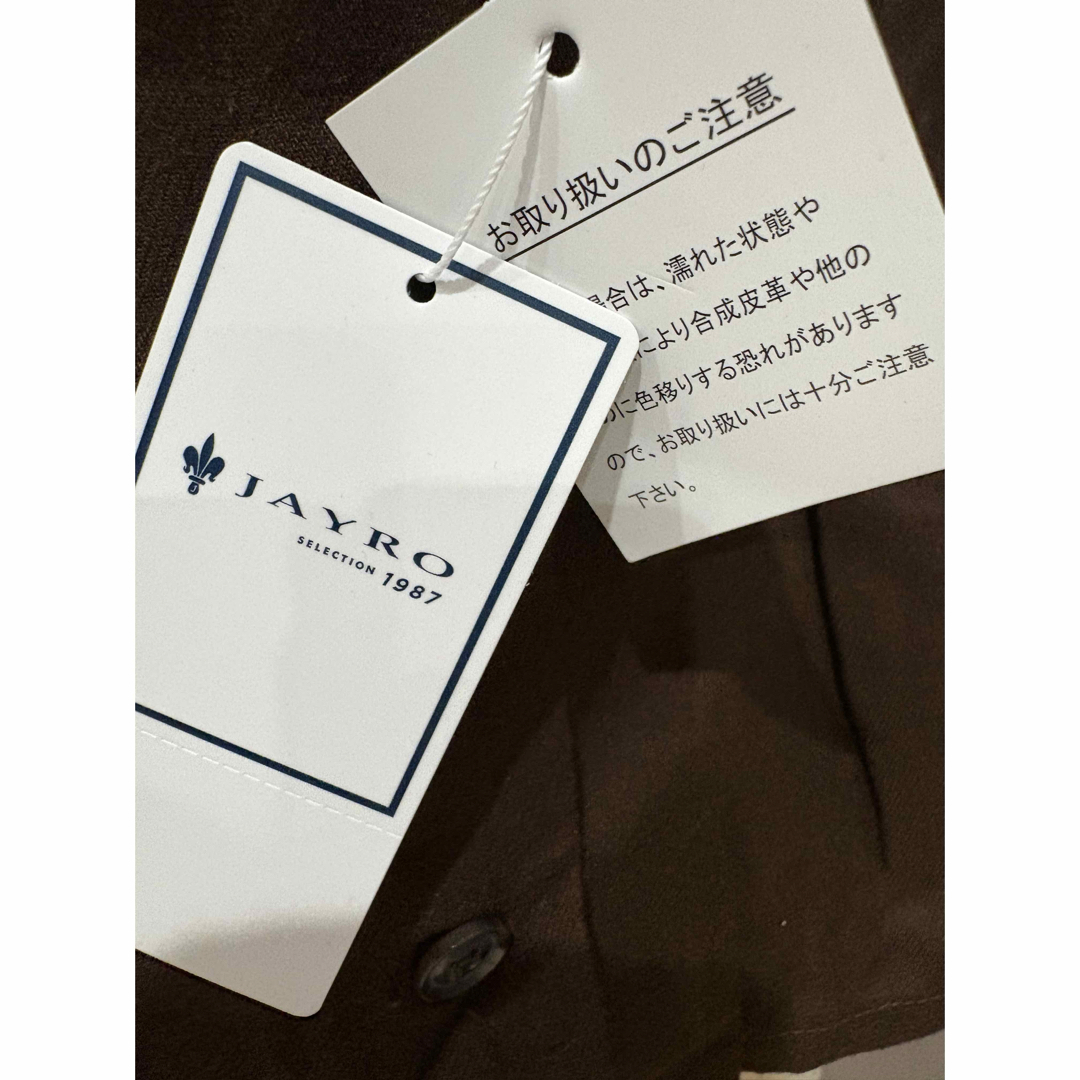 JAYRO
SELECTION 1987
お取り扱いのご注意
場合は、濡れた状態や
により合成皮革や他の
に色移りする恐れがあります
ので、お取り扱いには十分ご注意
下さい。